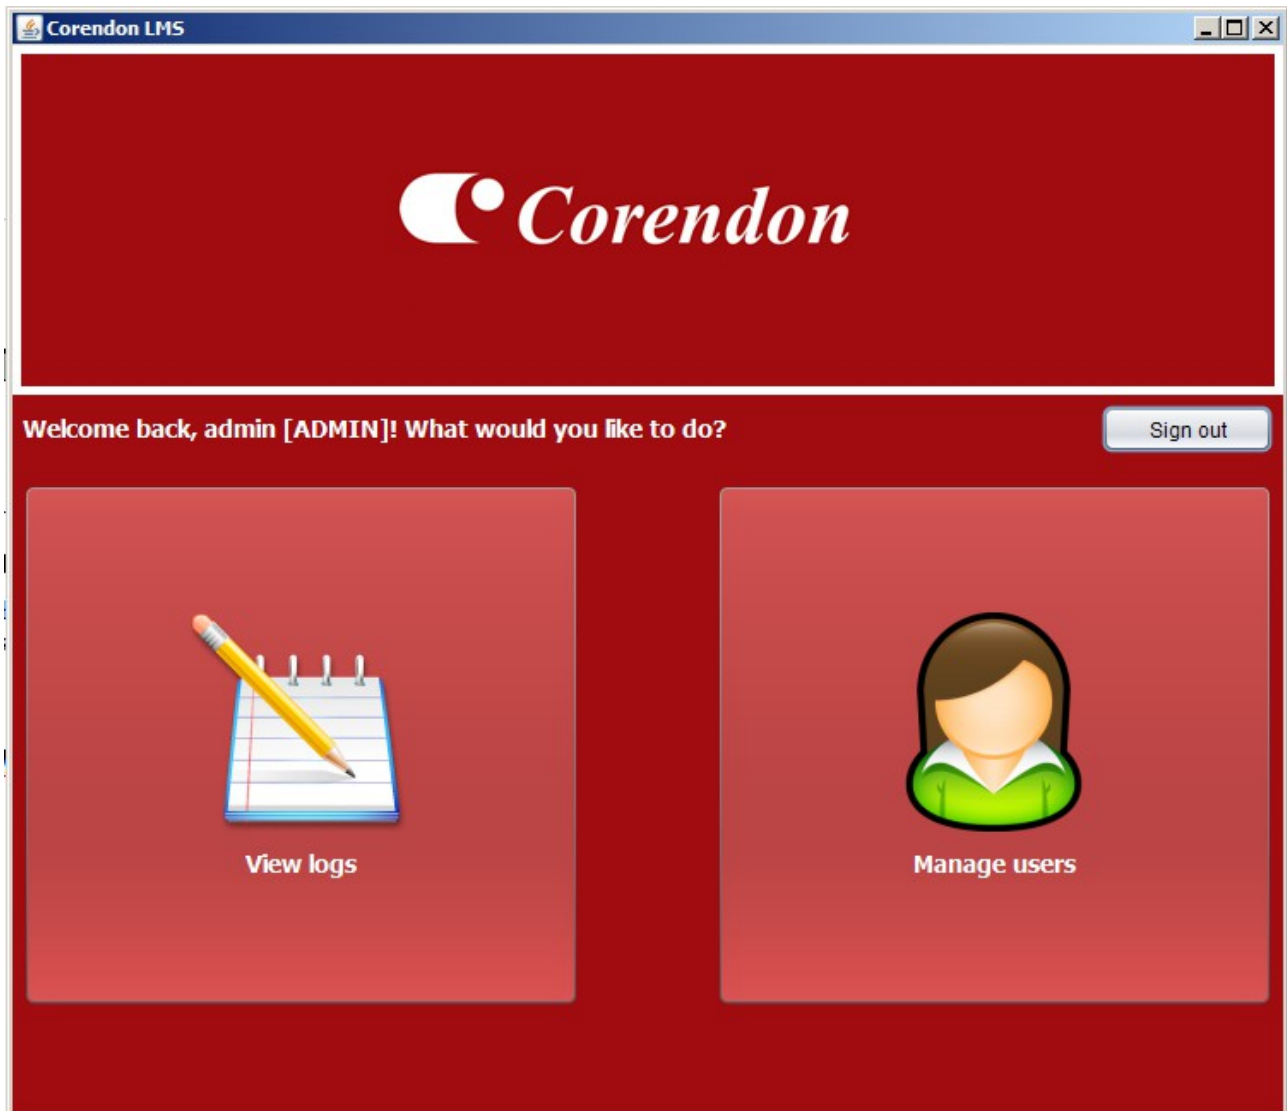 Corendon LMS
Corendon
Welcome back, admin [ADMIN]! What would you like to do?
Sign out
View logs
Manage users